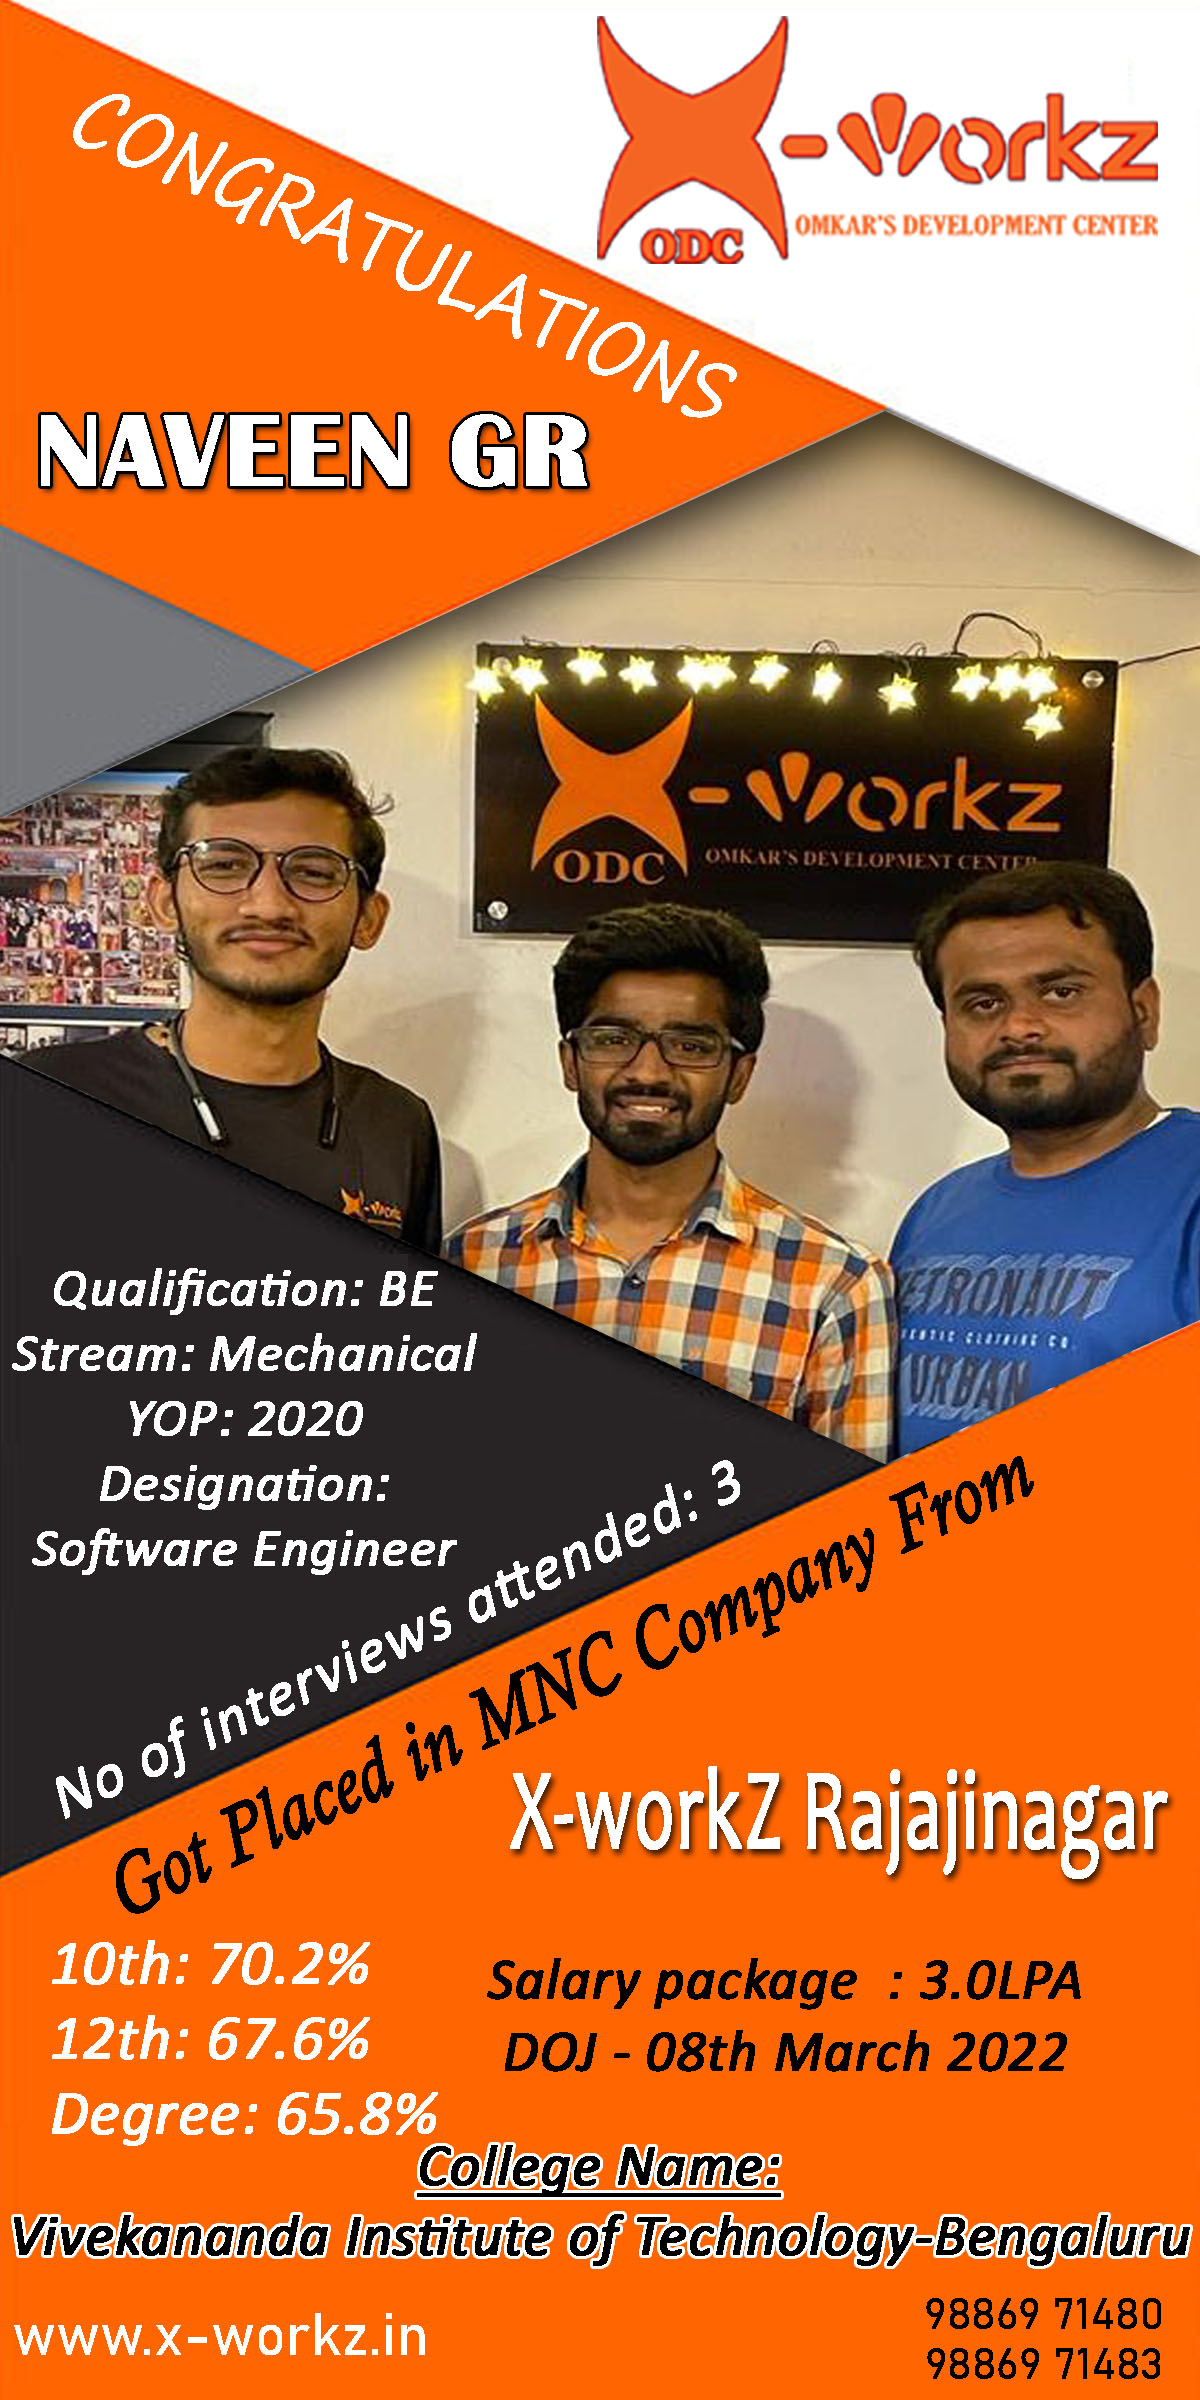 X-workz
ODC
OMKAR'S DEVELOPMENT CENTER
CONGRATULATIONS
NAVEEN GR
X-workz
ODC
OMKAR'S DEVELOPMENT CENTER
X-workz
URBAN
Qualification: BE
Stream: Mechanical
YOP: 2020
Designation:
Software Engineer
No of interviews attended: 3
Got Placed in MNC Company From
X-workZ Rajajinagar
10th: 70.2%
12th: 67.6%
Degree: 65.8%
Salary package : 3.0LPA
DOJ - 08th March 2022
College Name:
Vivekananda Institute of Technology-Bengaluru
www.x-workz.in
98869 71480
98869 71483